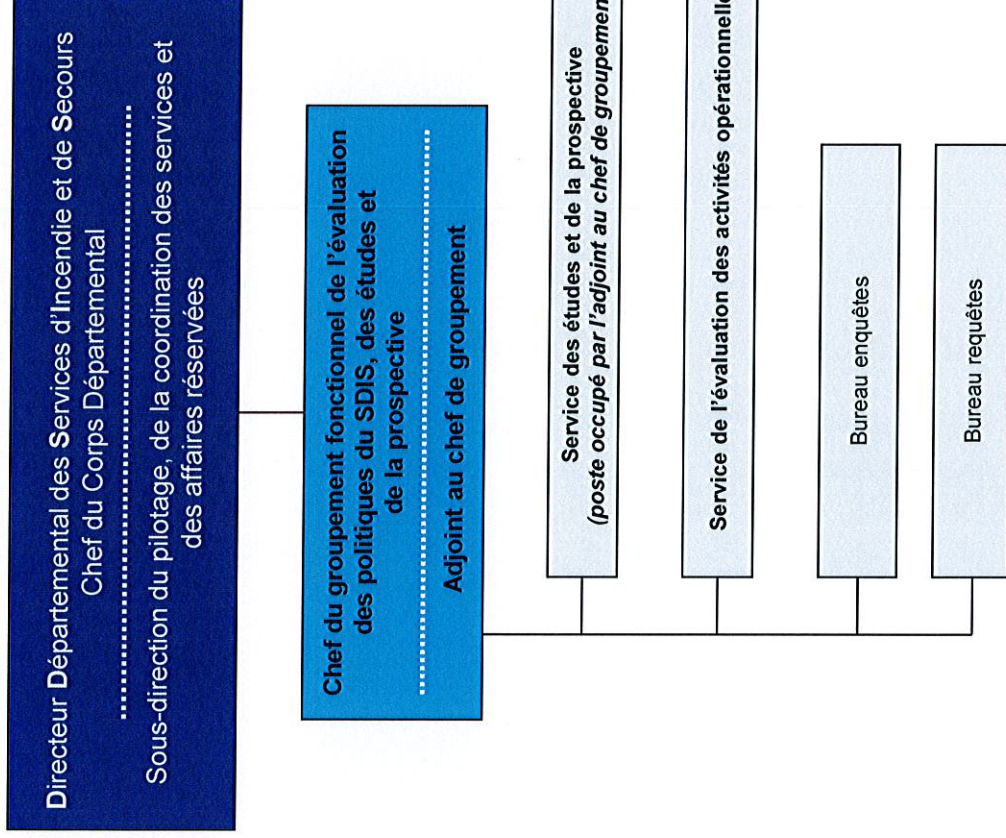 Directeur Départemental des Services d'Incendie et de Secours
Chef du Corps Départemental
Sous-direction du pilotage, de la coordination des services et
des affaires réservées
Chef du groupement fonctionnel de l'évaluation
des politiques du SDIS, des études et
de la prospective
Adjoint au chef de groupement
Service des études et de la prospective
(poste occupé par l'adjoint au chef de groupement
Service de l'évaluation des activités opérationnelle
Bureau enquêtes
Bureau requêtes